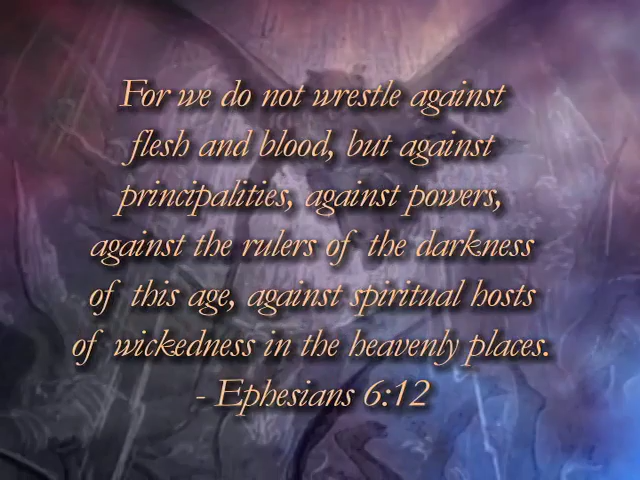 For we do not wrestle against
flesh and blood, but against
principalities, against powers,
against the rulers of the darkness
of this age, against spiritual hosts
of wickedness in the heavenly places.
- Ephesians 6:12